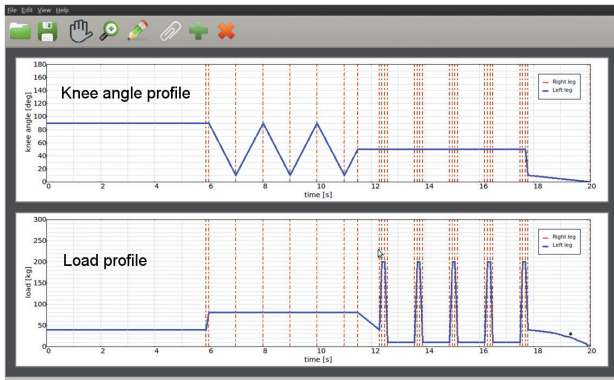 File Edit View Help
Knee angle profile
knee angle [deg]
180
160
140
120
100
80
60
40
20
0
0 2 4 6 8 10 12 14 16 18 20
time [s]
Right leg
Left leg
Load profile
load [kg]
300
250
200
150
100
50
0
0 2 4 6 8 10 12 14 16 18 20
time [s]
Right leg
Left leg